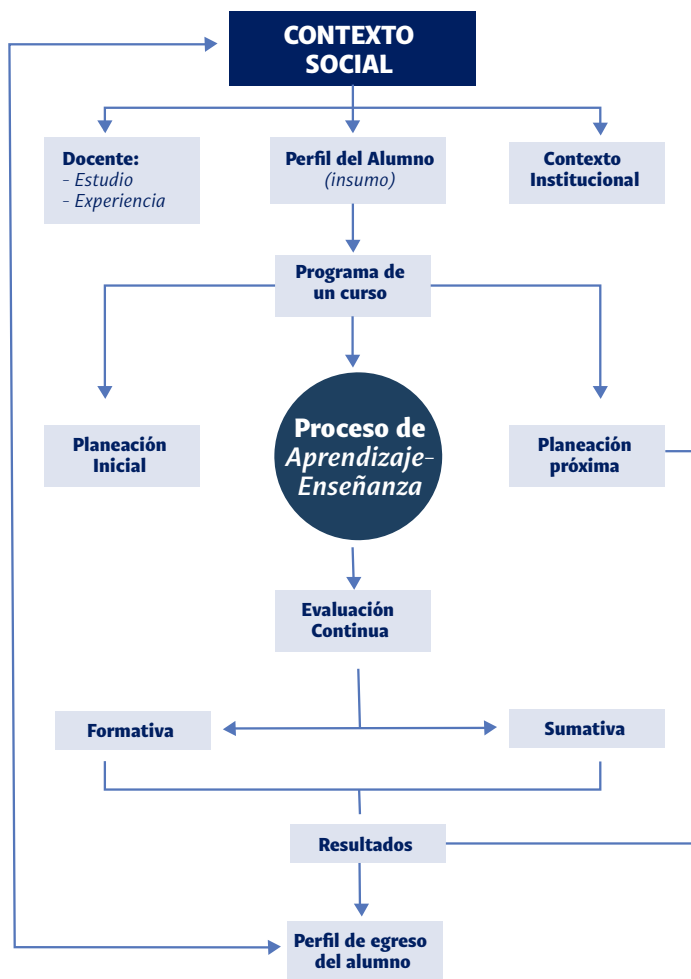 CONTEXTO
SOCIAL
Docente:
- Estudio
- Experiencia
Perfil del Alumno
(insumo)
Contexto
Institucional
Programa de
un curso
Planeación
Inicial
Proceso de
Aprendizaje-
Enseñanza
Planeación
próxima
Evaluación
Continua
Formativa
Sumativa
Resultados
Perfil de egreso
del alumno